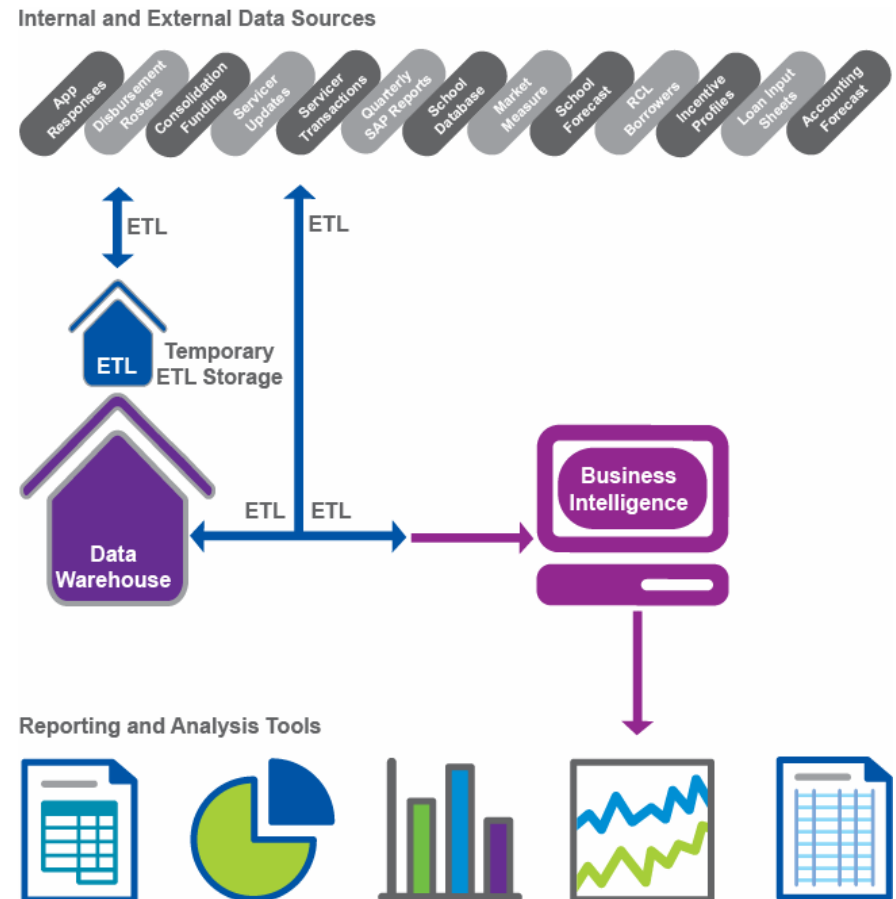 Internal and External Data Sources
App
Responses
Disbursement
Rosters
Consolidation
Funding
Servicer
Updates
Servicer
Transactions
Quarterly
SAP Reports
School
Database
Market
Measure
School
Forecast
RCL
Borrowers
Incentive
Profiles
Loan Input
Sheets
Accounting
Forecast
ETL
ETL
ETL
Temporary
ETL Storage
Data
Warehouse
ETL
ETL
Business
Intelligence
Reporting and Analysis Tools